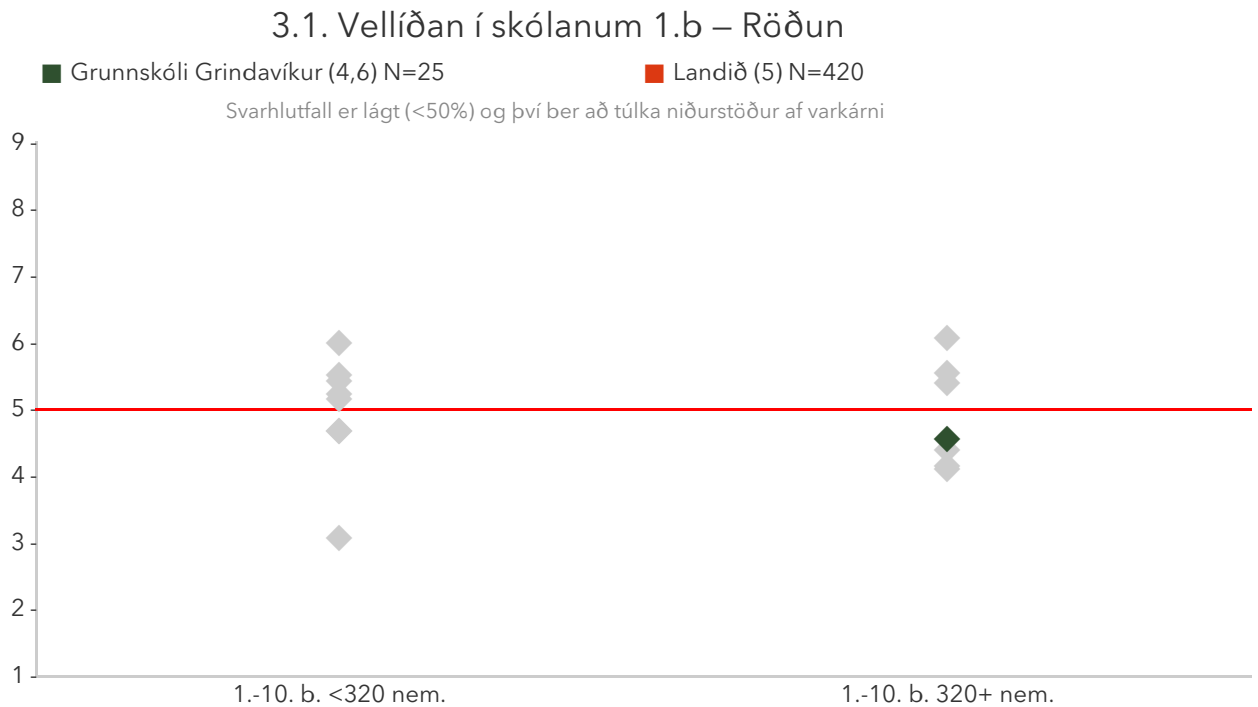 3.1. Vellíðan í skólanum 1.b – Röðun
Grunnskóli Grindavíkur (4,6) N=25 Landið (5) N=420
Svarhlutfall er lágt (<50%) og því ber að túlka niðurstöður af varkárni
9
8
7
6
5
4
3
2
1
1.-10. b. <320 nem. 1.-10. b. 320+ nem.